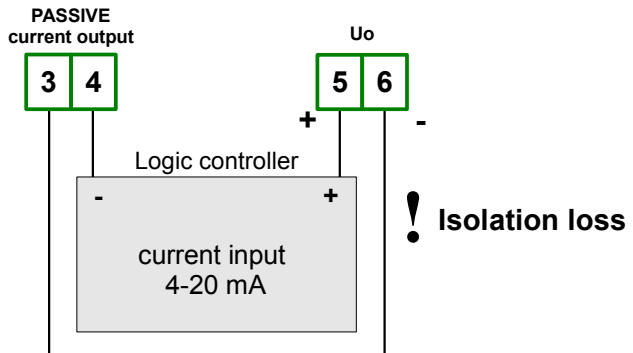 PASSIVE
current output
Uo
3 4
5 6
+ -
Logic controller
- +
! Isolation loss
current input
4-20 mA